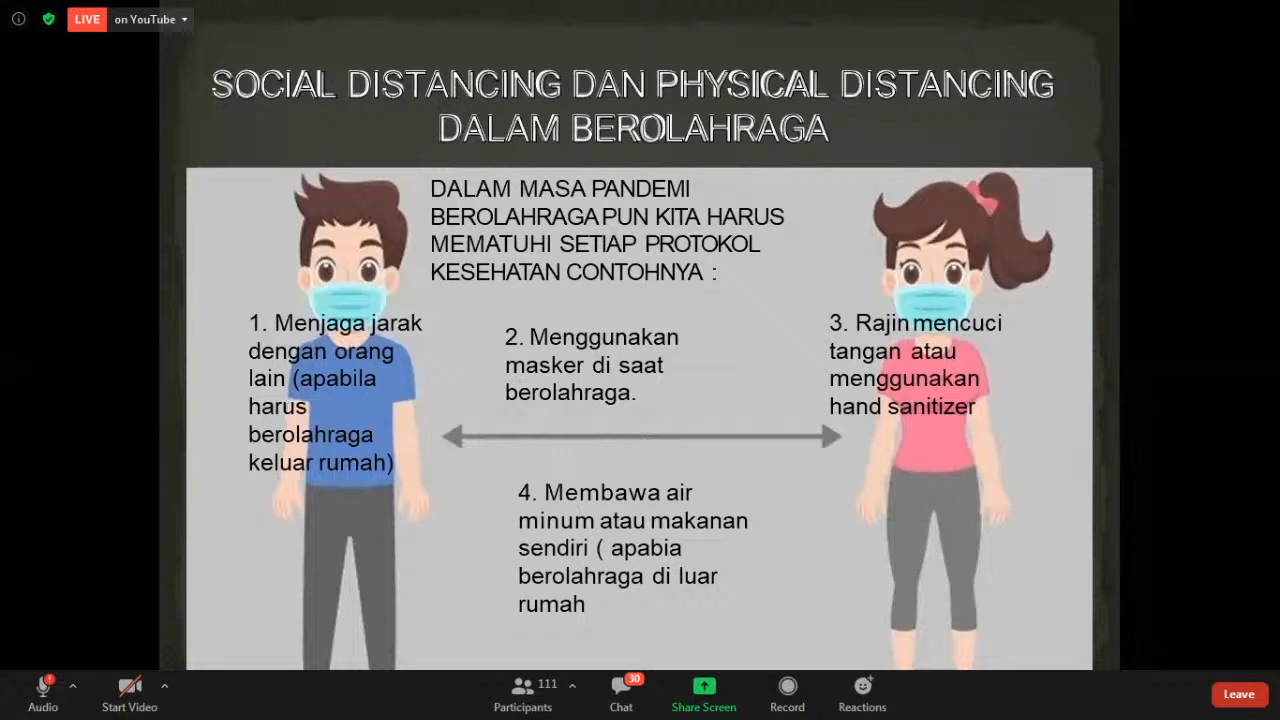 LIVE on YouTube
SOCIAL DISTANCING DAN PHYSICAL DISTANCING
DALAM BEROLAHRAGA
DALAM MASA PANDEMI
BEROLAHRAGA PUN KITA HARUS
MEMATUHI SETIAP PROTOKOL
KESEHATAN CONTOHNYA :
1. Menjaga jarak
dengan orang
lain (apabila
harus
berolahraga
keluar rumah)
2. Menggunakan
masker di saat
berolahraga.
3. Rajin mencuci
tangan atau
menggunakan
hand sanitizer
4. Membawa air
minum atau makanan
sendiri ( apabia
berolahraga di luar
rumah
Audio
Start Video
111
Participants
30
Chat
Share Screen
Record
Reactions
Leave